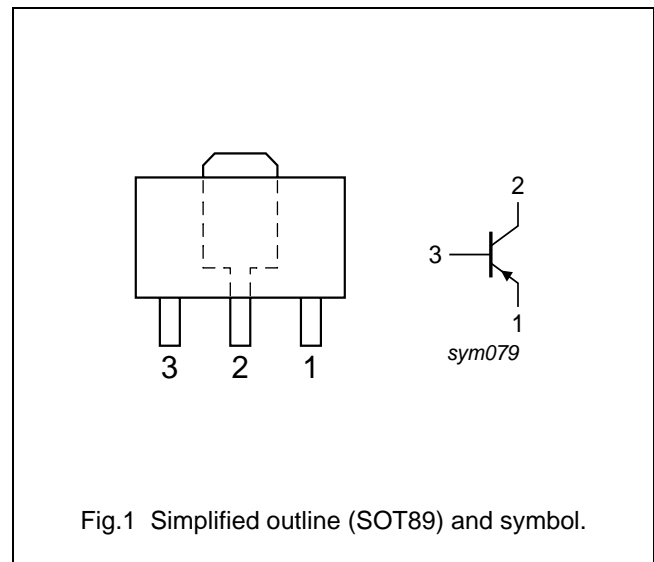 2
3
1
sym079
3 2 1
Fig.1 Simplified outline (SOT89) and symbol.